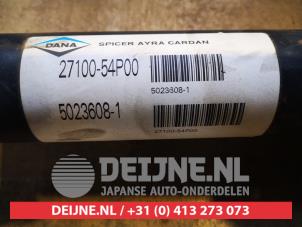 DANA
SPICER AYRA CARDAN
27100-54P00
5023608-1
5023608-1
27100-54P00
DEIJNE.NL
JAPANSE AUTO-ONDERDELEN
DEIJNE.NL / +31 (0) 413 273 073